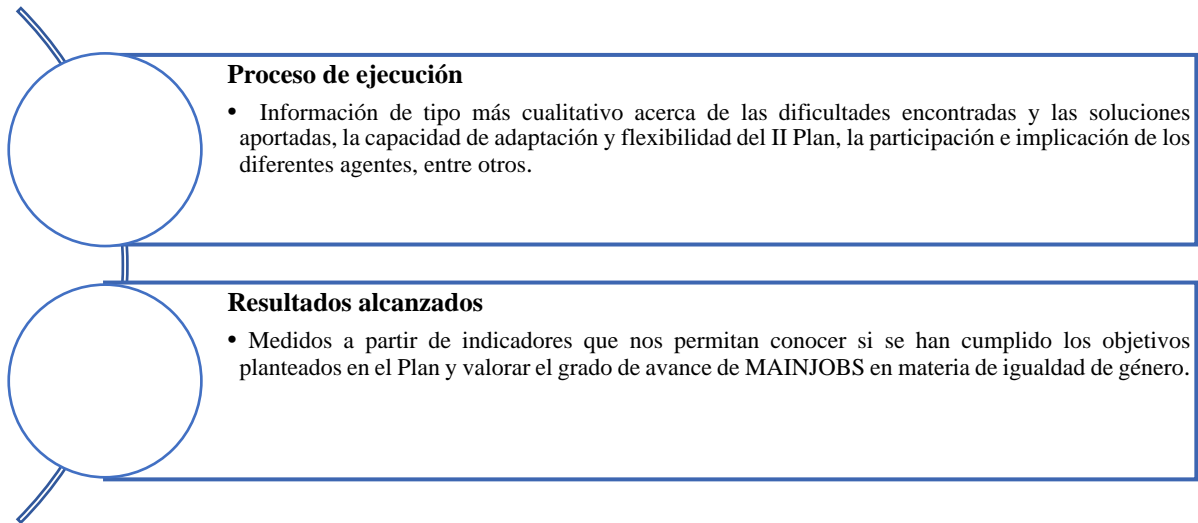 Proceso de ejecución
• Información de tipo más cualitativo acerca de las dificultades encontradas y las soluciones
aportadas, la capacidad de adaptación y flexibilidad del II Plan, la participación e implicación de los
diferentes agentes, entre otros.
Resultados alcanzados
• Medidos a partir de indicadores que nos permitan conocer si se han cumplido los objetivos
planteados en el Plan y valorar el grado de avance de MAINJOBS en materia de igualdad de género.